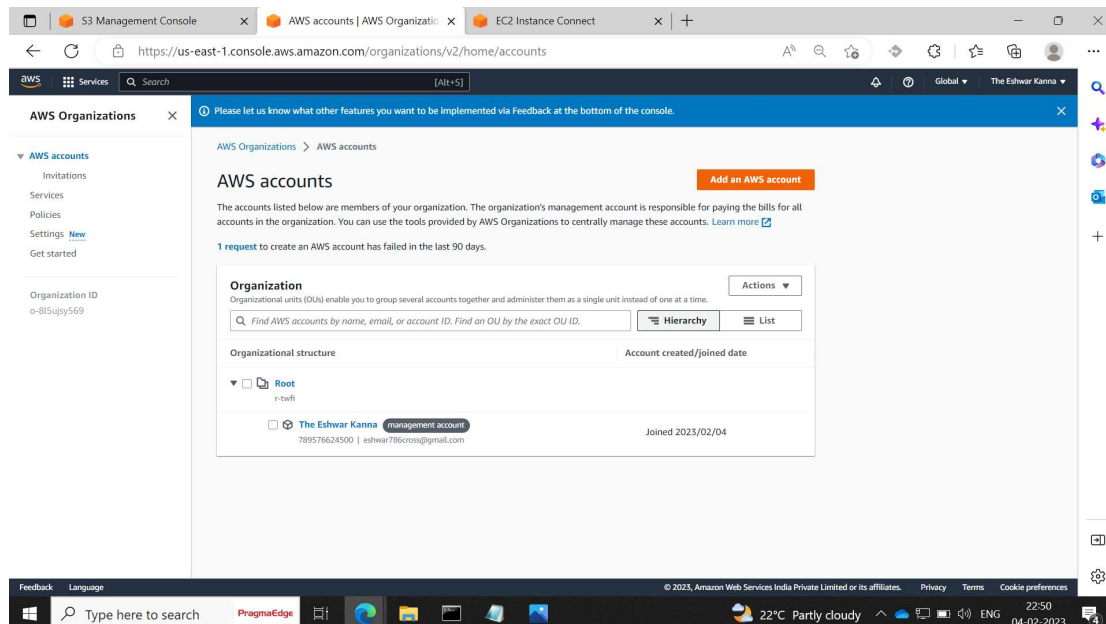 S3 Management Console
AWS accounts | AWS Organizatio
EC2 Instance Connect
https://us-east-1.console.aws.amazon.com/organizations/v2/home/accounts
aws
Services
Search
[Alt+S]
Global
The Eshwar Kanna
AWS Organizations
AWS accounts
Invitations
Services
Policies
Settings New
Get started
Organization ID
o-8l5ujsy569
Please let us know what other features you want to be implemented via Feedback at the bottom of the console.
AWS Organizations > AWS accounts
AWS accounts
Add an AWS account
The accounts listed below are members of your organization. The organization's management account is responsible for paying the bills for all
accounts in the organization. You can use the tools provided by AWS Organizations to centrally manage these accounts. Learn more
1 request to create an AWS account has failed in the last 90 days.
Organization
Actions
Organizational units (OUs) enable you to group several accounts together and administer them as a single unit instead of one at a time.
Find AWS accounts by name, email, or account ID. Find an OU by the exact OU ID.
Hierarchy
List
Organizational structure
Account created/joined date
Root
r-twfi
The Eshwar Kanna management account
789576624500 | eshwar786cross@gmail.com
Joined 2023/02/04
Feedback
Language
© 2023, Amazon Web Services India Private Limited or its affiliates.
Privacy
Terms
Cookie preferences
Type here to search
PragmaEdge
22°C Partly cloudy
ENG
22:50
04-02-2023
4